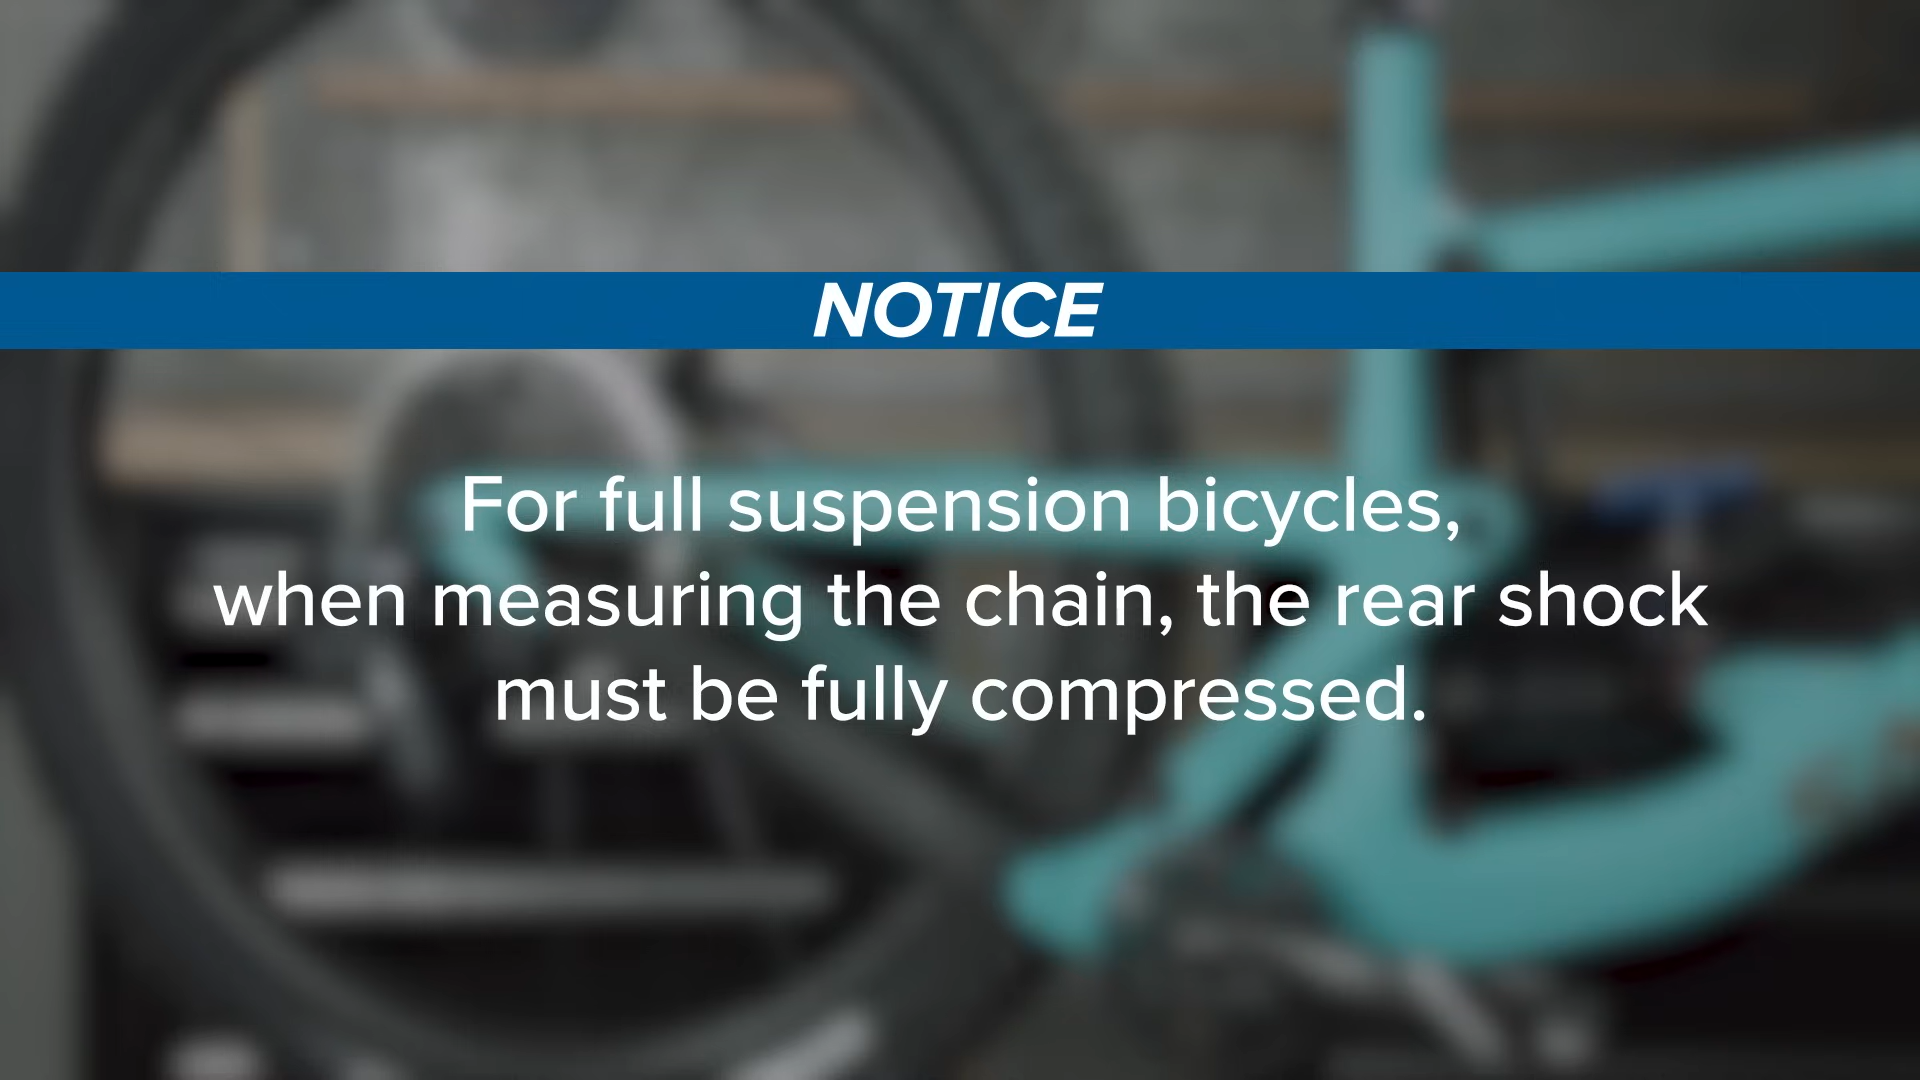 NOTICE
For full suspension bicycles,
when measuring the chain, the rear shock
must be fully compressed.